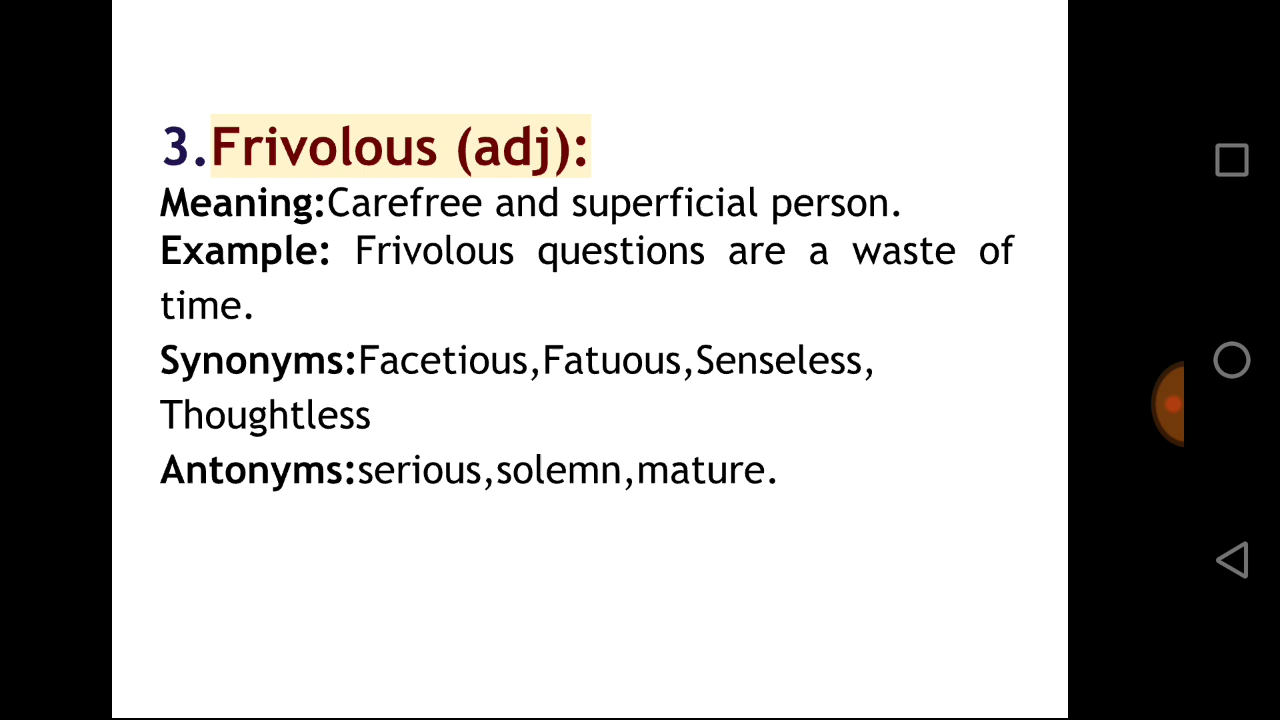 3.Frivolous (adj):
Meaning:Carefree and superficial person.
Example: Frivolous questions are a waste of
time.
Synonyms:Facetious,Fatuous,Senseless,
Thoughtless
Antonyms:serious,solemn,mature.